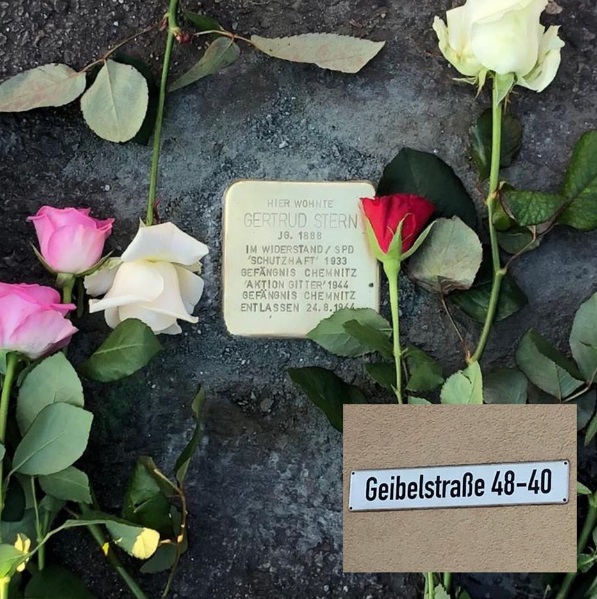 HIER WOHNTE
GERTRUD STERN
JG. 1888
IM WIDERSTAND / SPD
'SCHUTZHAFT' 1933
GEFÄNGNIS CHEMNITZ
'AKTION GITTER' 1944
GEFÄNGNIS CHEMNITZ
ENTLASSEN 24.8.1944
Geibelstraße 48-40